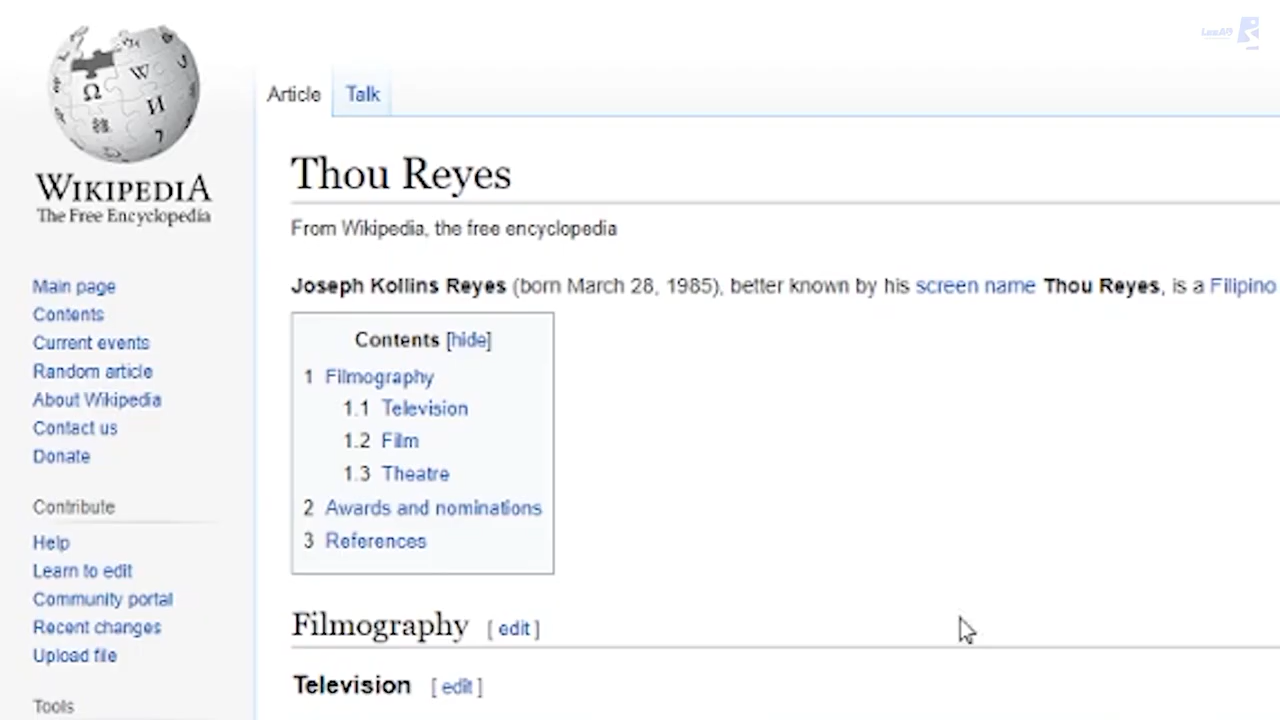 WIKIPEDIA
The Free Encyclopedia
Main page
Contents
Current events
Random article
About Wikipedia
Contact us
Donate
Contribute
Help
Learn to edit
Community portal
Recent changes
Upload file
Tools
Article Talk
Thou Reyes
From Wikipedia, the free encyclopedia
Joseph Kollins Reyes (born March 28, 1985), better known by his screen name Thou Reyes, is a Filipino
Contents [hide]
1 Filmography
1.1 Television
1.2 Film
1.3 Theatre
2 Awards and nominations
3 References
Filmography [ edit ]
Television [ edit ]